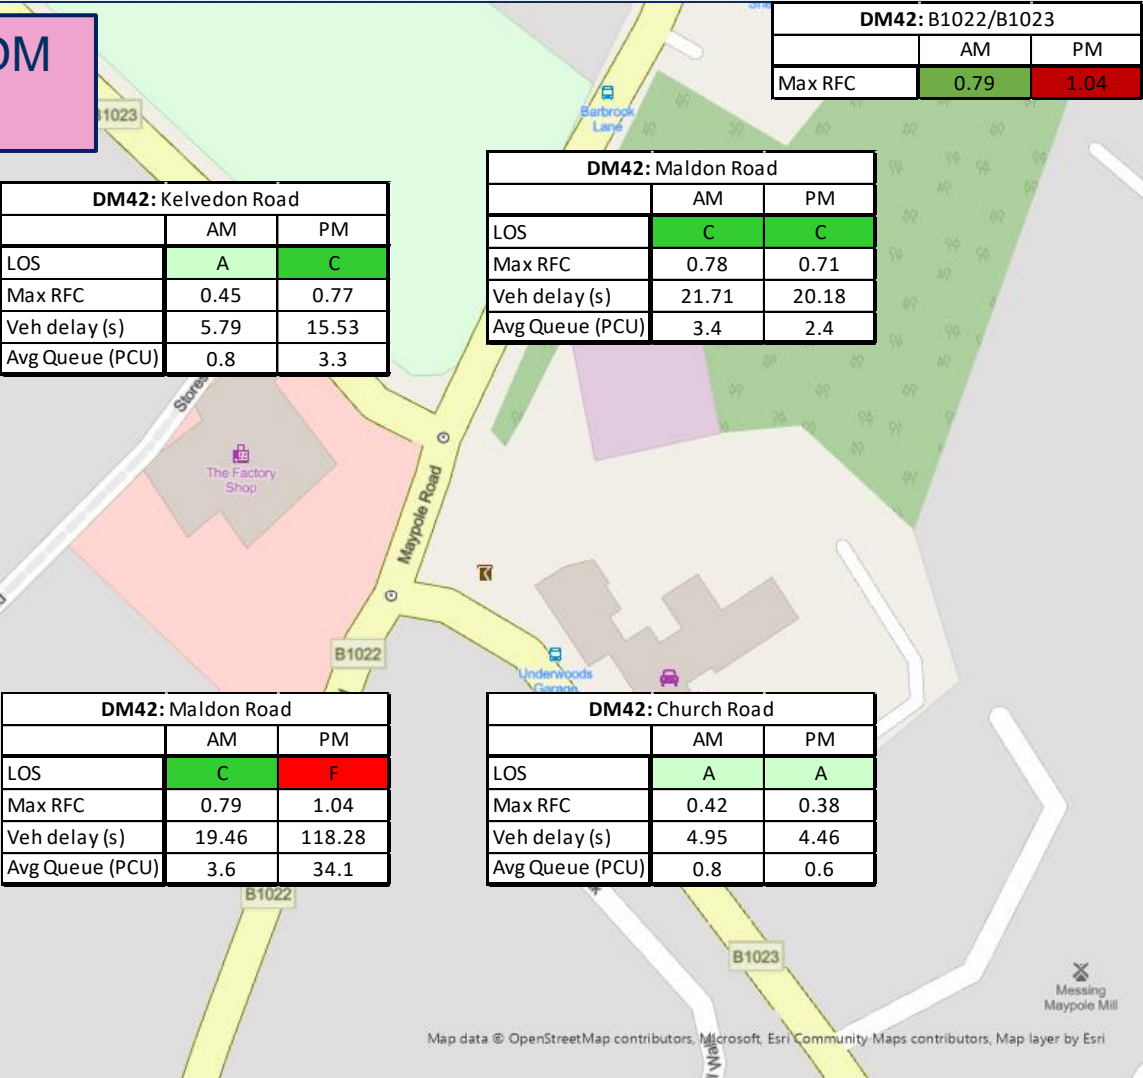 DM
DM42: B1022/B1023
AM PM
Max RFC 0.79 1.04
B1023
Barbrook
Lane
DM42: Kelvedon Road
AM PM
LOS A C
Max RFC 0.45 0.77
Veh delay (s) 5.79 15.53
Avg Queue (PCU) 0.8 3.3
DM42: Maldon Road
AM PM
LOS C C
Max RFC 0.78 0.71
Veh delay (s) 21.71 20.18
Avg Queue (PCU) 3.4 2.4
Stores
The Factory
Shop
Maypole Road
B1022
Underwoods
Garage
DM42: Maldon Road
AM PM
LOS C F
Max RFC 0.79 1.04
Veh delay (s) 19.46 118.28
Avg Queue (PCU) 3.6 34.1
DM42: Church Road
AM PM
LOS A A
Max RFC 0.42 0.38
Veh delay (s) 4.95 4.46
Avg Queue (PCU) 0.8 0.6
B1022
B1023
Messing
Maypole Mill
Map data © OpenStreetMap contributors, Microsoft, Esri Community Maps contributors, Map layer by Esri